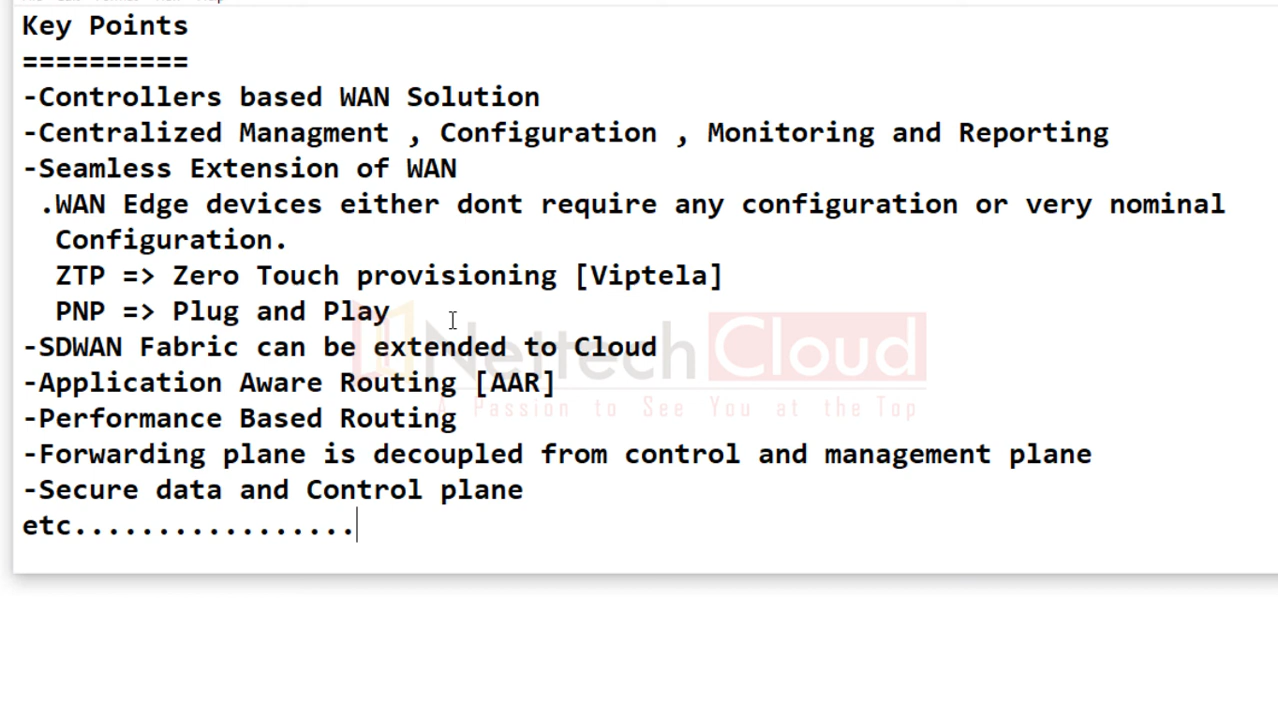 Key Points
==========
-Controllers based WAN Solution
-Centralized Managment , Configuration , Monitoring and Reporting
-Seamless Extension of WAN
.WAN Edge devices either dont require any configuration or very nominal
Configuration.
ZTP => Zero Touch provisioning [Viptela]
PNP => Plug and Play
-SDWAN Fabric can be extended to Cloud
-Application Aware Routing [AAR]
-Performance Based Routing
-Forwarding plane is decoupled from control and management plane
-Secure data and Control plane
etc.................
Nettech Cloud
A Passion to See You at the Top